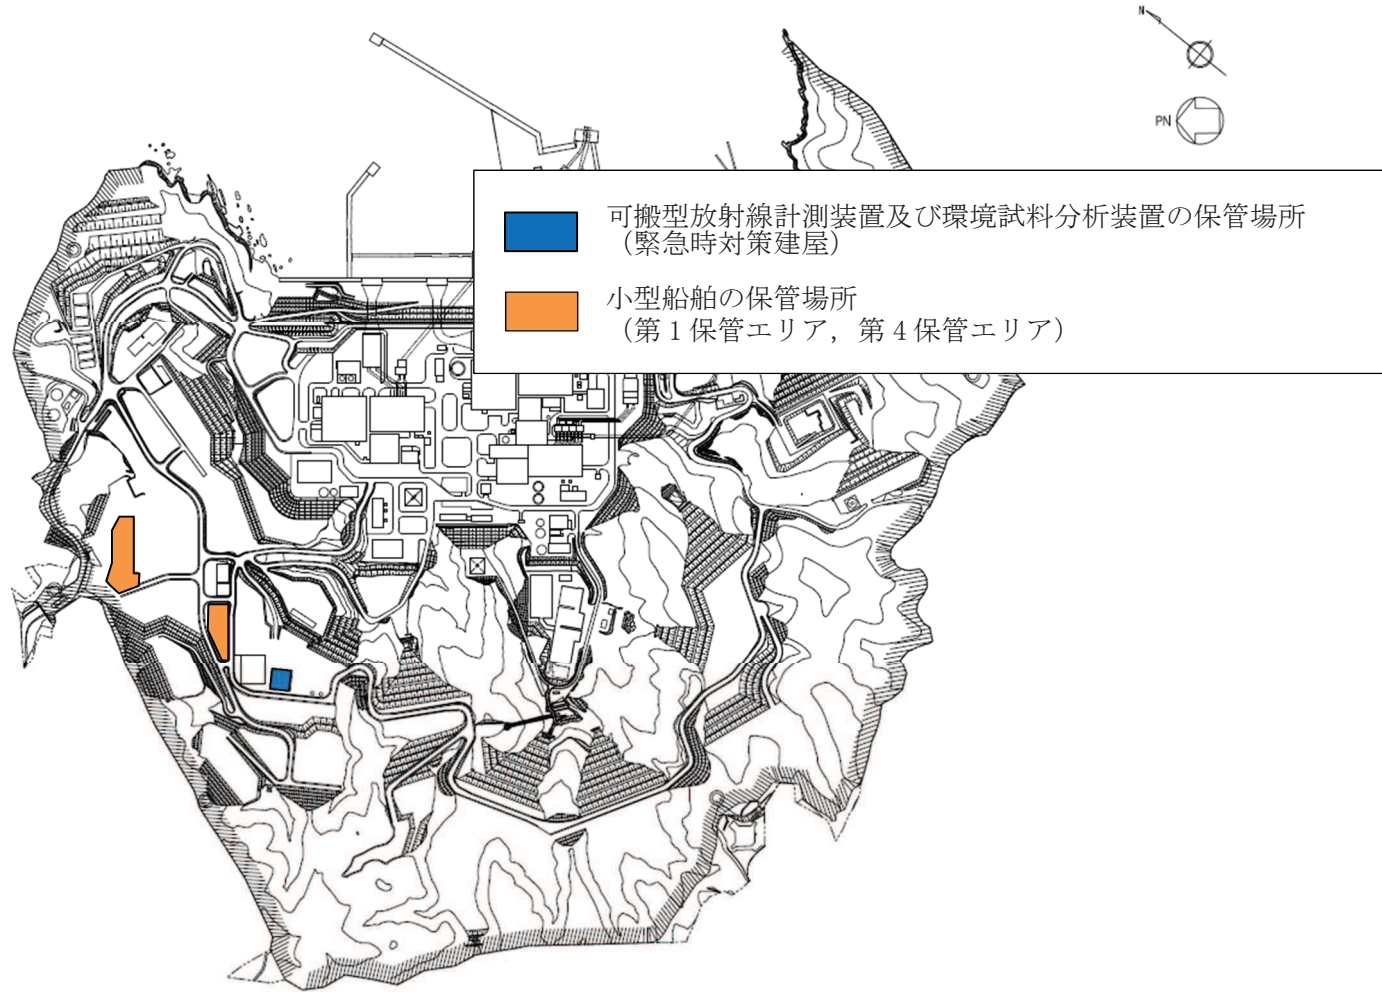 N
PN
可搬型放射線計測装置及び環境試料分析装置の保管場所
（緊急時対策建屋）
小型船舶の保管場所
（第１保管エリア，第４保管エリア）